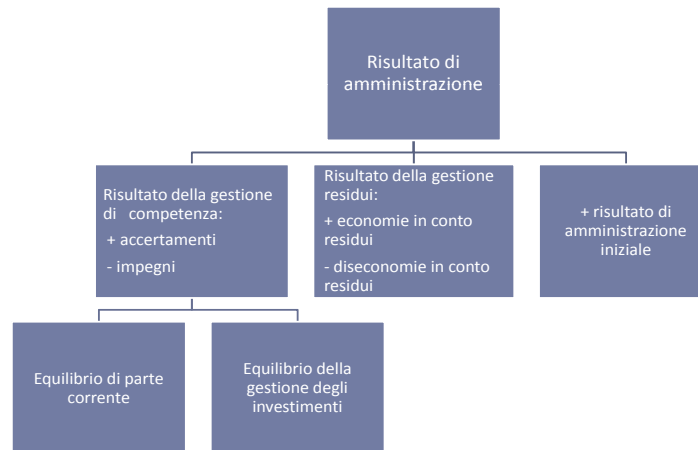 Risultato di
amministrazione
Risultato della gestione
di competenza:
+ accertamenti
- impegni
Risultato della gestione
residui:
+ economie in conto
residui
- diseconomie in conto
residui
+ risultato di
amministrazione
iniziale
Equilibrio di parte
corrente
Equilibrio della
gestione degli
investimenti